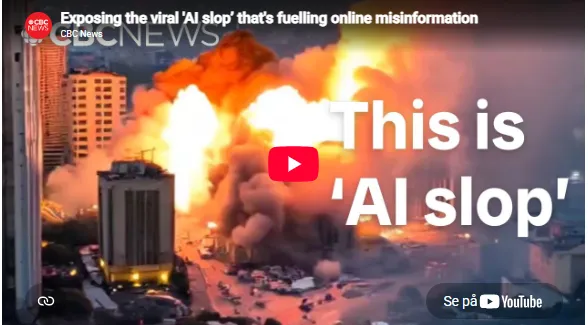 Exposing the viral 'AI slop' that's fuelling online misinformation
CBC NEWS
CBC News
CBCNEWS
This is
‘AI slop’
Se på YouTube